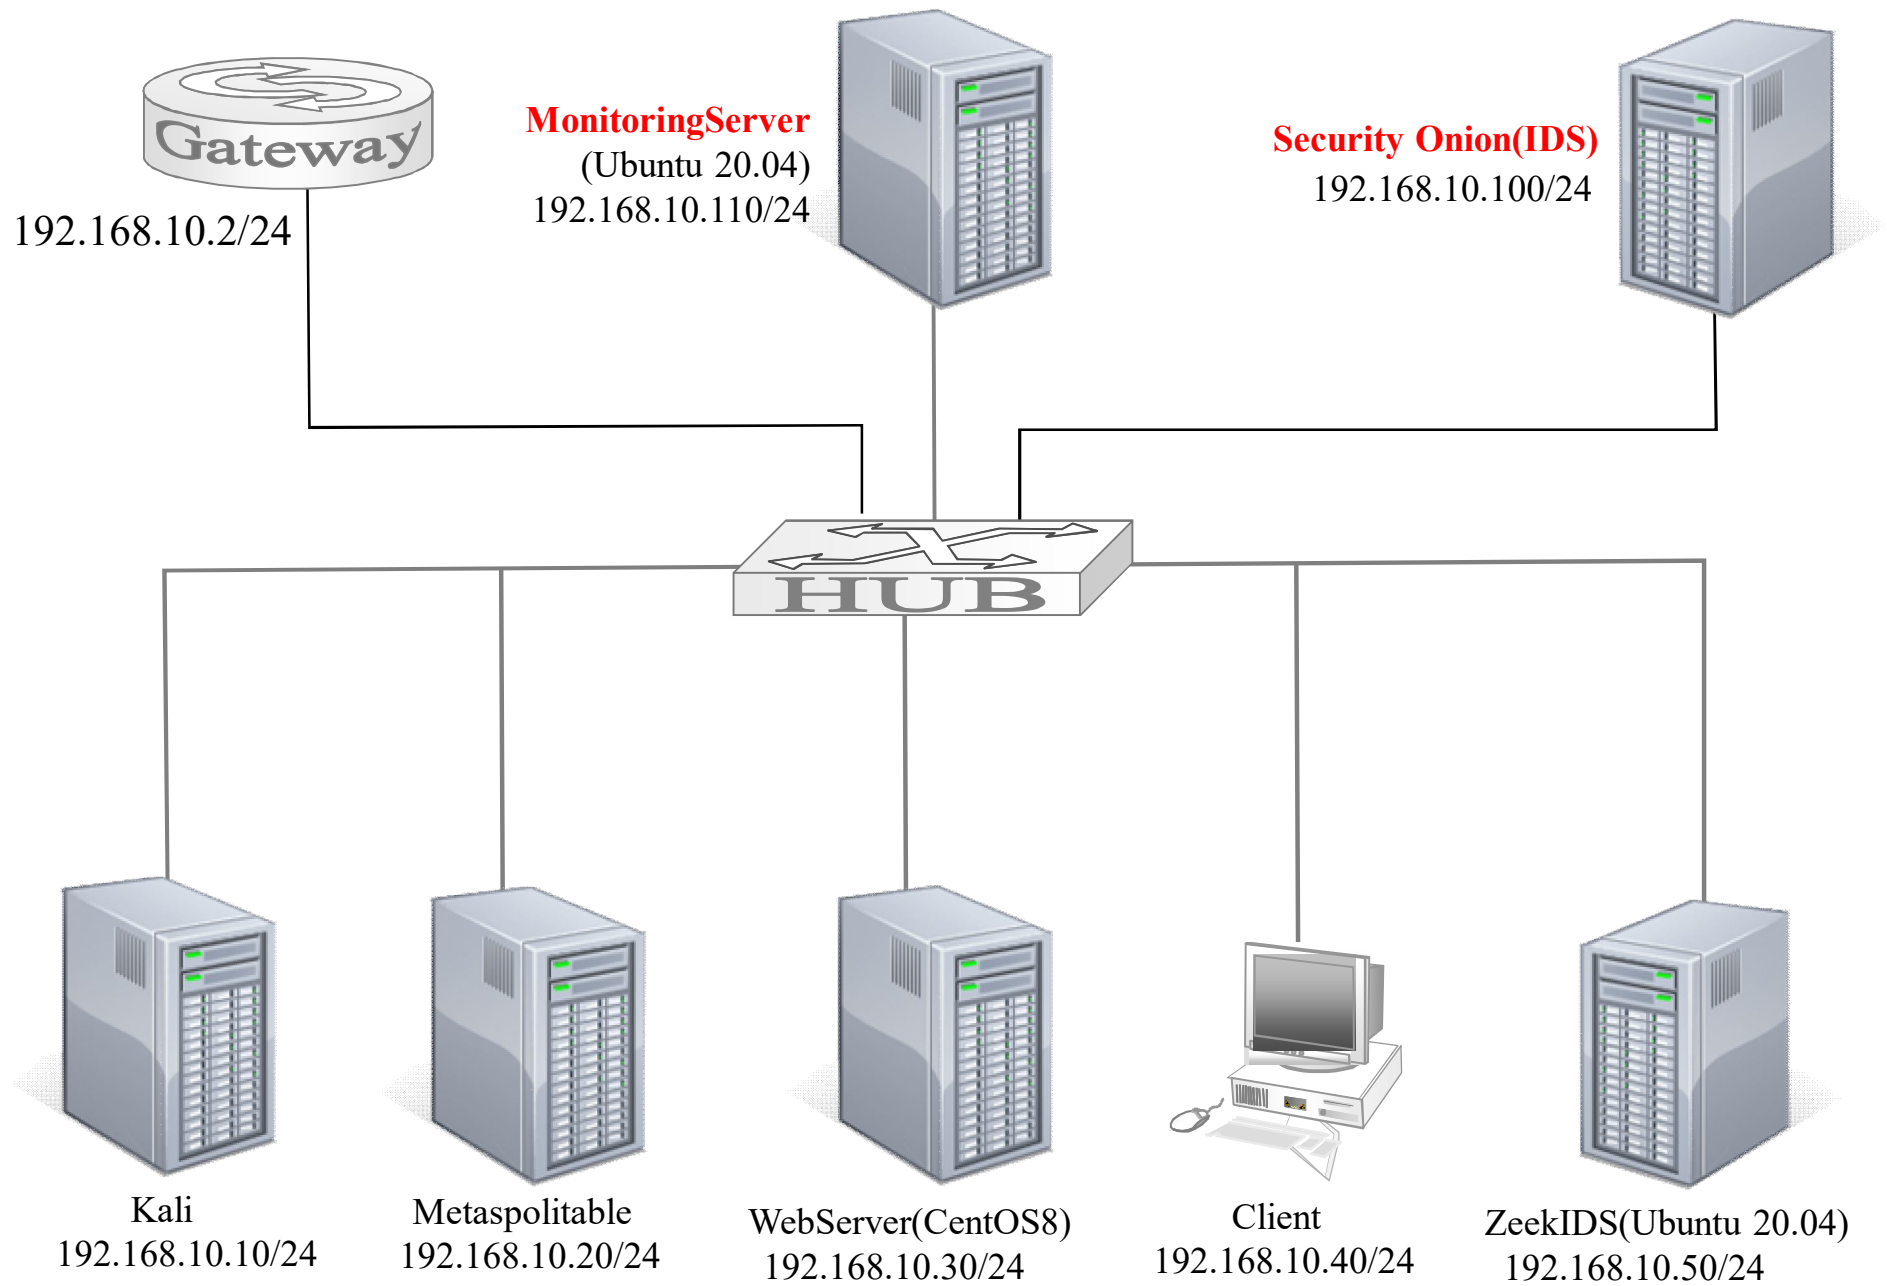 Gateway
192.168.10.2/24
MonitoringServer
(Ubuntu 20.04)
192.168.10.110/24
Security Onion(IDS)
192.168.10.100/24
HUB
Kali
192.168.10.10/24
Metaspolitable
192.168.10.20/24
WebServer(CentOS8)
192.168.10.30/24
Client
192.168.10.40/24
ZeekIDS(Ubuntu 20.04)
192.168.10.50/24